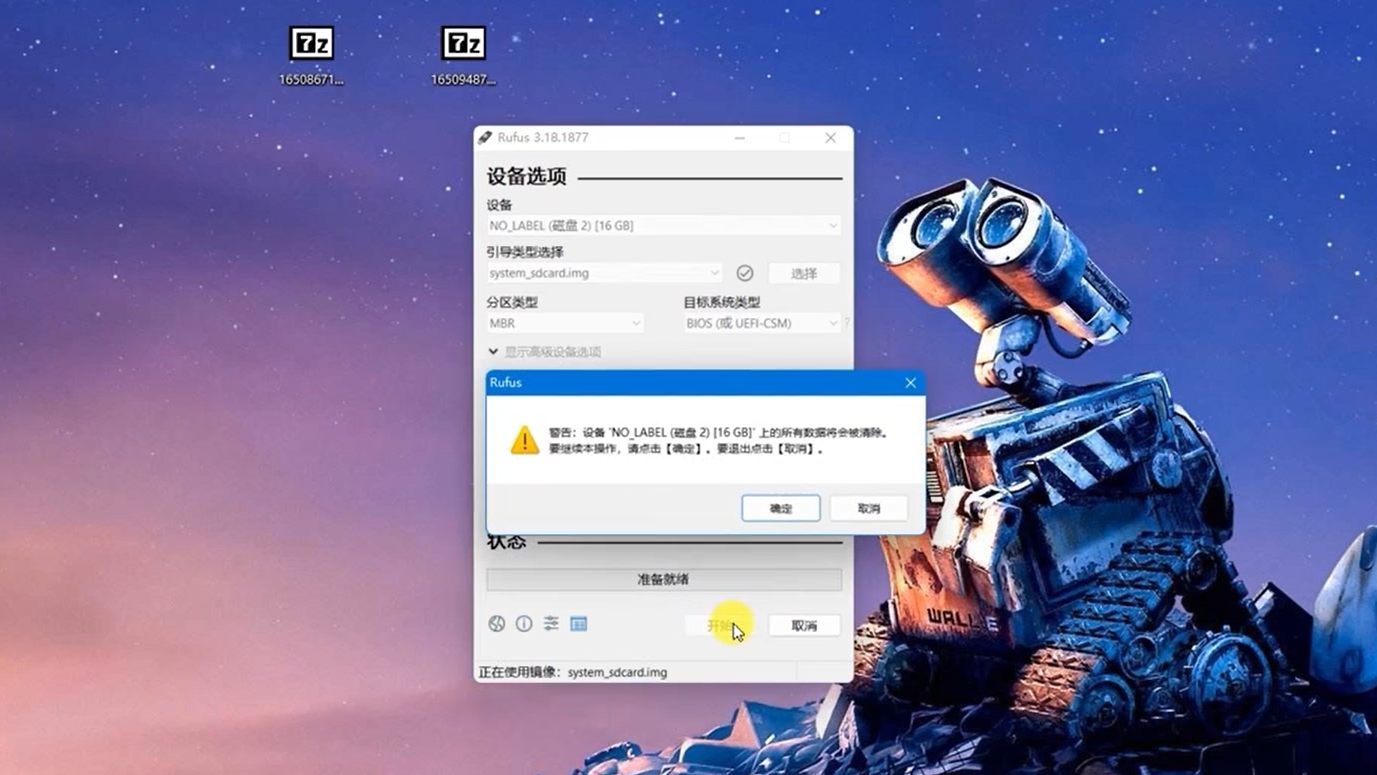 7z
7z
16508671...
16509487...
Rufus 3.18.1877
设备选项
设备
NO_LABEL (磁盘 2) [16 GB]
引导类型选择
system_sdcard.img
选择
分区类型
目标系统类型
MBR
BIOS (或 UEFI-CSM)
?
显示高级设备选项
Rufus
警告：设备 'NO_LABEL (磁盘 2) [16 GB]' 上的所有数据将会被清除。
要继续本操作，请点击【确定】。要退出点击【取消】。
确定
取消
状态
准备就绪
开始
取消
正在使用镜像：system_sdcard.img
WALL